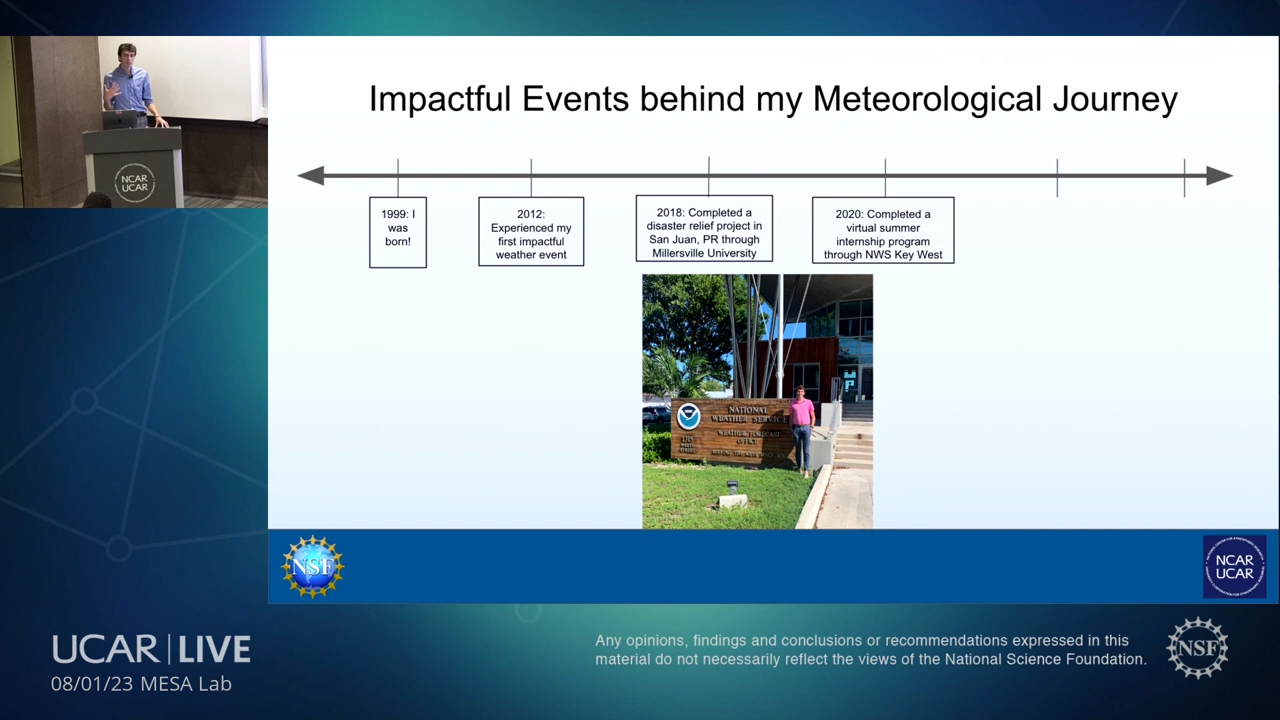 Impactful Events behind my Meteorological Journey
1999: I
was
born!
2012:
Experienced my
first impactful
weather event
2018: Completed a
disaster relief project in
San Juan, PR through
Millersville University
2020: Completed a
virtual summer
internship program
through NWS Key West
NCAR
UCAR
NATIONAL
WEATHER SERVICE
WEATHER FORECAST
OFFICE
NSF
NCAR
UCAR
UCAR | LIVE
08/01/23 MESA Lab
Any opinions, findings and conclusions or recommendations expressed in this
material do not necessarily reflect the views of the National Science Foundation.
NSF